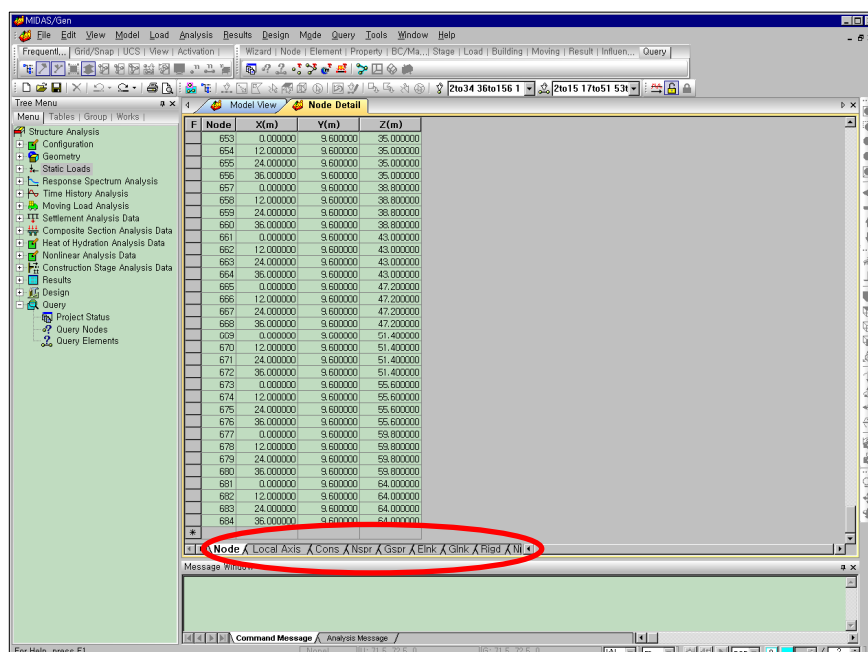 MIDAS/Gen
File Edit View Model Load Analysis Results Design Mode Query Tools Window Help
Frequentl... | Grid/Snap | UCS | View | Activation | Wizard | Node | Element | Property | BC/Ma... | Stage | Load | Building | Moving | Result | Influen... Query
2to34 36to156 1 2to15 17to51 53t
Tree Menu
Model View Node Detail
Menu Tables | Group | Works |
Structure Analysis
Configuration
Geometry
Static Loads
Response Spectrum Analysis
Time History Analysis
Moving Load Analysis
Settlement Analysis Data
Composite Section Analysis Data
Heat of Hydration Analysis Data
Nonlinear Analysis Data
Construction Stage Analysis Data
Results
Design
Query
Project Status
Query Nodes
Query Elements
F Node X(m) Y(m) Z(m)
653 0.000000 9.600000 35.000000
654 12.000000 9.600000 35.000000
655 24.000000 9.600000 35.000000
656 36.000000 9.600000 35.000000
657 0.000000 9.600000 38.800000
658 12.000000 9.600000 38.800000
659 24.000000 9.600000 38.800000
660 36.000000 9.600000 38.800000
661 0.000000 9.600000 43.000000
662 12.000000 9.600000 43.000000
663 24.000000 9.600000 43.000000
664 36.000000 9.600000 43.000000
665 0.000000 9.600000 47.200000
666 12.000000 9.600000 47.200000
667 24.000000 9.600000 47.200000
668 36.000000 9.600000 47.200000
669 0.000000 9.600000 51.400000
670 12.000000 9.600000 51.400000
671 24.000000 9.600000 51.400000
672 36.000000 9.600000 51.400000
673 0.000000 9.600000 55.600000
674 12.000000 9.600000 55.600000
675 24.000000 9.600000 55.600000
676 36.000000 9.600000 55.600000
677 0.000000 9.600000 59.800000
678 12.000000 9.600000 59.800000
679 24.000000 9.600000 59.800000
680 36.000000 9.600000 59.800000
681 0.000000 9.600000 64.000000
682 12.000000 9.600000 64.000000
683 24.000000 9.600000 64.000000
684 36.000000 9.600000 64.000000
*
Node Local Axis Cons Nspr Gspr Elnk Glnk Rigd
Message Window
Command Message Analysis Message
For Help, press F1